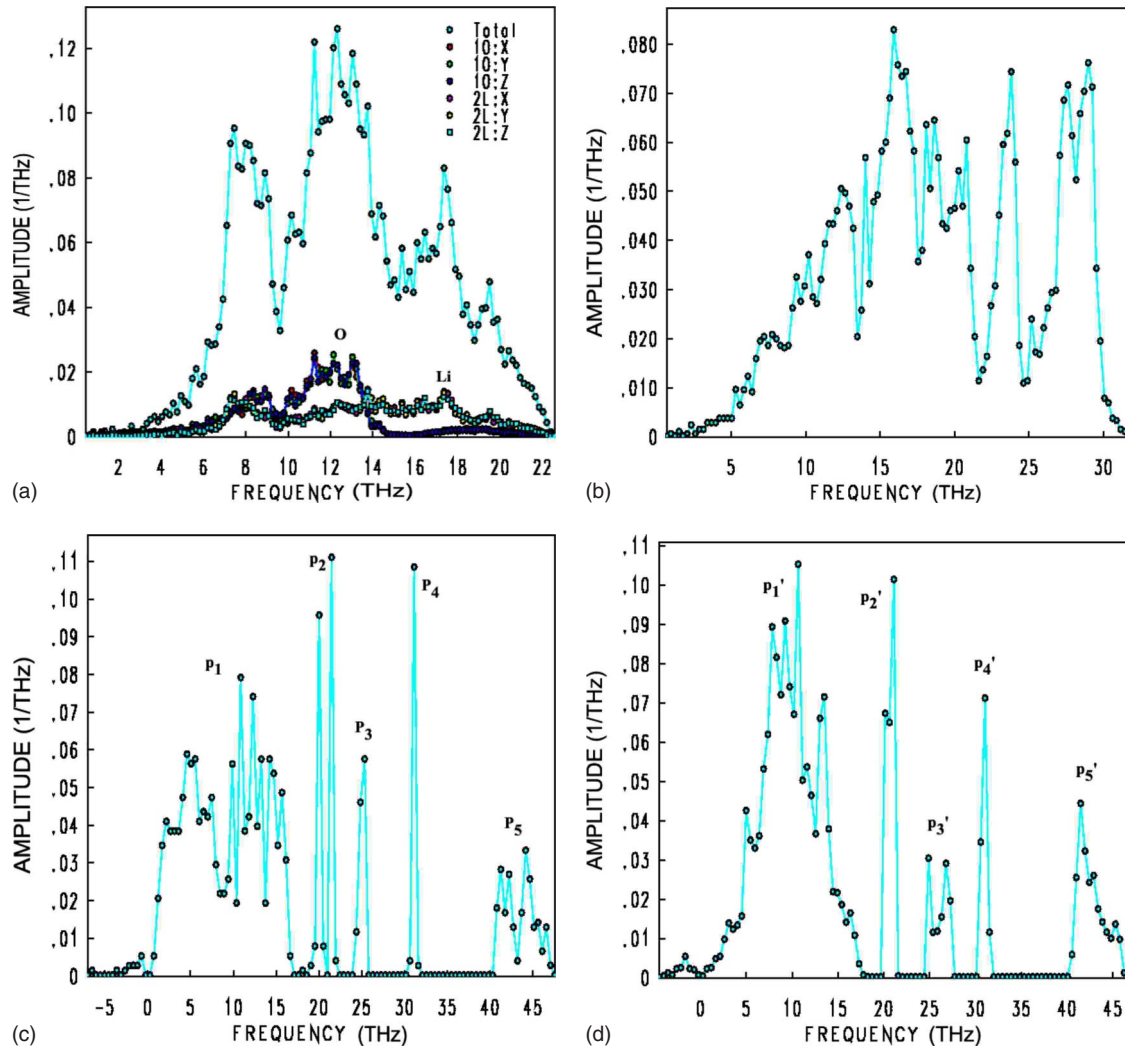 .12
.10
.08
.06
.04
.02
0
AMPLITUDE (1/THz)
Total
1O:X
1O:Y
1O:Z
2L:X
2L:Y
2L:Z
O
Li
2 4 6 8 10 12 14 16 18 20 22
FREQUENCY (THz)
(a)
.080
.070
.060
.050
.040
.030
.020
.010
0
AMPLITUDE (1/THz)
5 10 15 20 25 30
FREQUENCY (THz)
(b)
.11
.10
.09
.08
.07
.06
.05
.04
.03
.02
.01
0
AMPLITUDE (1/THz)
p1
p2
P3
P4
P5
-5 0 5 10 15 20 25 30 35 40 45
FREQUENCY (THz)
(c)
.11
.10
.09
.08
.07
.06
.05
.04
.03
.02
.01
0
AMPLITUDE (1/THz)
p1'
p2'
p3'
p4'
p5'
0 5 10 15 20 25 30 35 40 45
FREQUENCY (THz)
(d)